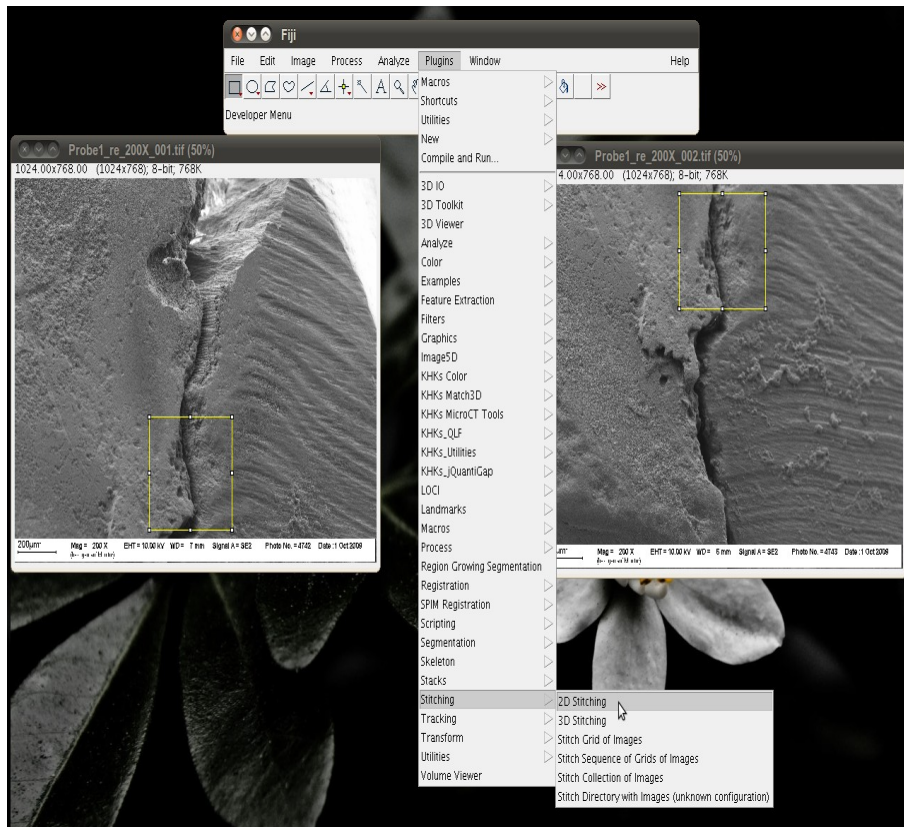 Fiji
File Edit Image Process Analyze Plugins Window Help
Developer Menu
Macros
Shortcuts
Utilities
New
Compile and Run...
3D IO
3D Toolkit
3D Viewer
Analyze
Color
Examples
Feature Extraction
Filters
Graphics
Image5D
KHKs Color
KHKs Match3D
KHKs MicroCT Tools
KHKs_QLF
KHKs_Utilities
KHKs_jQuantiGap
LOCI
Landmarks
Macros
Process
Region Growing Segmentation
Registration
SPIM Registration
Scripting
Segmentation
Skeleton
Stacks
Stitching
Tracking
Transform
Utilities
Volume Viewer
2D Stitching
3D Stitching
Stitch Grid of Images
Stitch Sequence of Grids of Images
Stitch Collection of Images
Stitch Directory with Images (unknown configuration)
Probe1_re_200X_001.tif (50%)
1024.00x768.00 (1024x768); 8-bit; 768K
200µm
Mag = 200 X EHT = 10.00 kV WD = 7 mm Signal A = SE2 Photo No. = 4742 Date :1 Oct 2009
Probe1_re_200X_002.tif (50%)
4.00x768.00 (1024x768); 8-bit; 768K
Mag = 200 X EHT = 10.00 kV WD = 6 mm Signal A = SE2 Photo No. = 4743 Date :1 Oct 2009